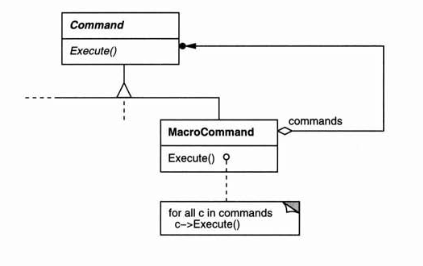 Command
Execute()
commands
MacroCommand
Execute()
for all c in commands
c->Execute()